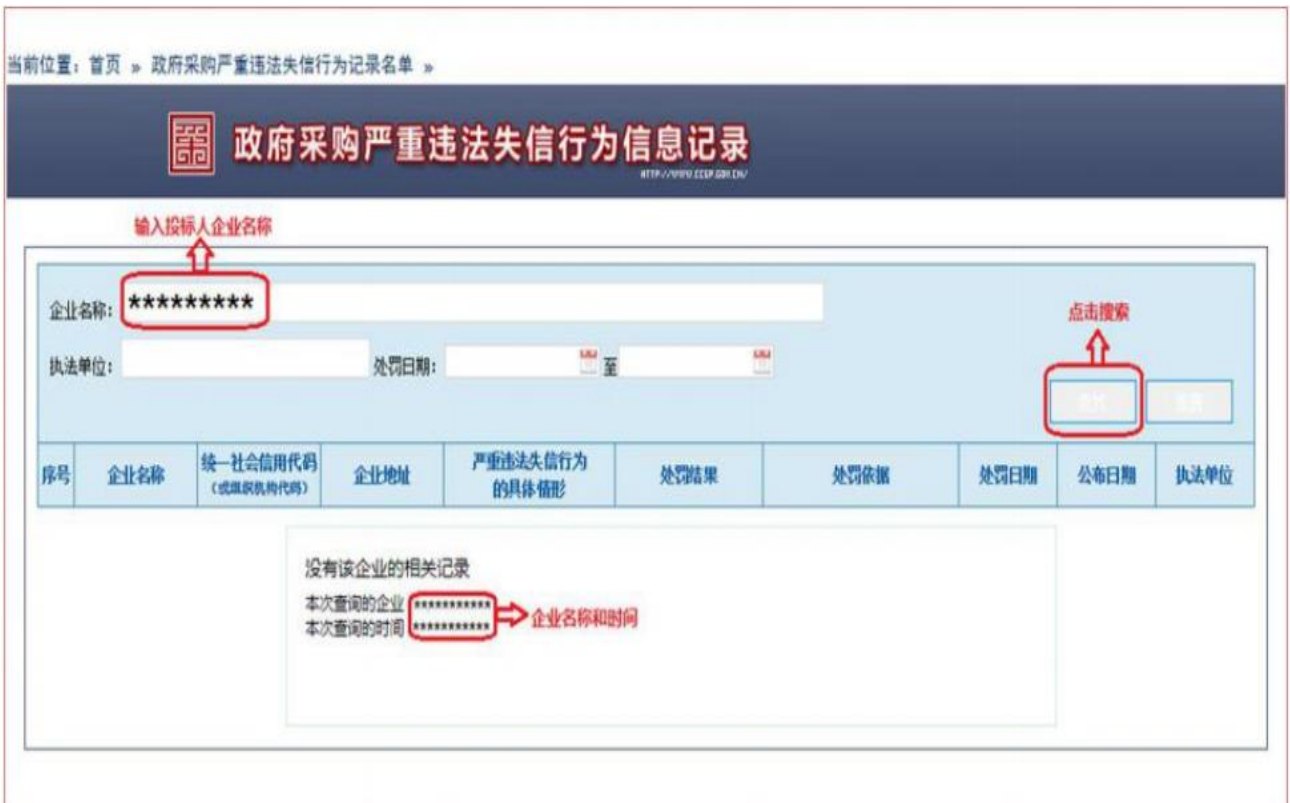 当前位置：首页 » 政府采购严重违法失信行为记录名单 »
政府采购严重违法失信行为信息记录
HTTP://WWW.CCGP.GOV.CN/
输入投标人企业名称
企业名称： *********
点击搜索
执法单位： 处罚日期： 至
序号 企业名称 统一社会信用代码 （或组织机构代码） 企业地址 严重违法失信行为 的具体情形 处罚结果 处罚依据 处罚日期 公布日期 执法单位
没有该企业的相关记录
本次查询的企业 ***********
本次查询的时间 ***********
企业名称和时间